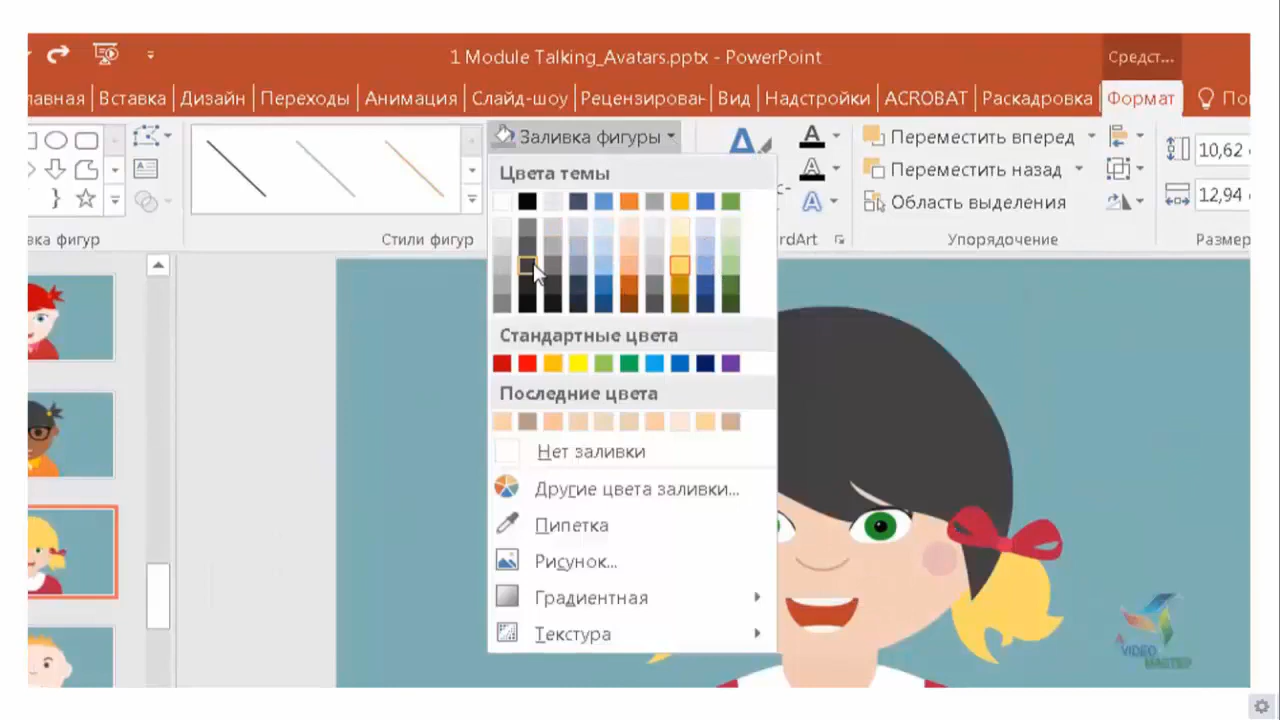 1 Module Talking_Avatars.pptx - PowerPoint
Средст...
лавная Вставка Дизайн Переходы Анимация Слайд-шоу Рецензирован Вид Надстройки ACROBAT Раскадровка Формат По
Заливка фигуры
Переместить вперед
10,62
Переместить назад
12,94
Область выделения
вка фигур
Стили фигур
rdArt
Упорядочение
Размер
Цвета темы
Стандартные цвета
Последние цвета
Нет заливки
Другие цвета заливки...
Пипетка
Рисунок...
Градиентная
Текстура
VIDEO
MASTER